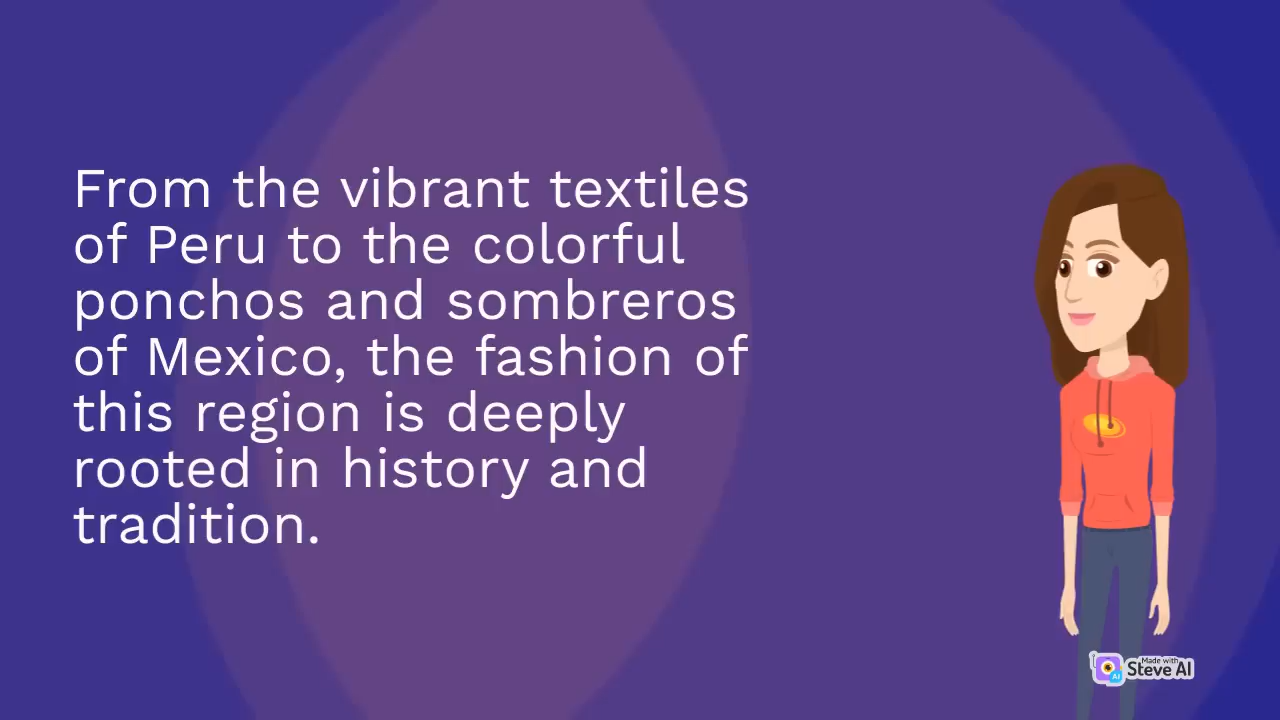 From the vibrant textiles
of Peru to the colorful
ponchos and sombreros
of Mexico, the fashion of
this region is deeply
rooted in history and
tradition.
Made with
AI Steve AI